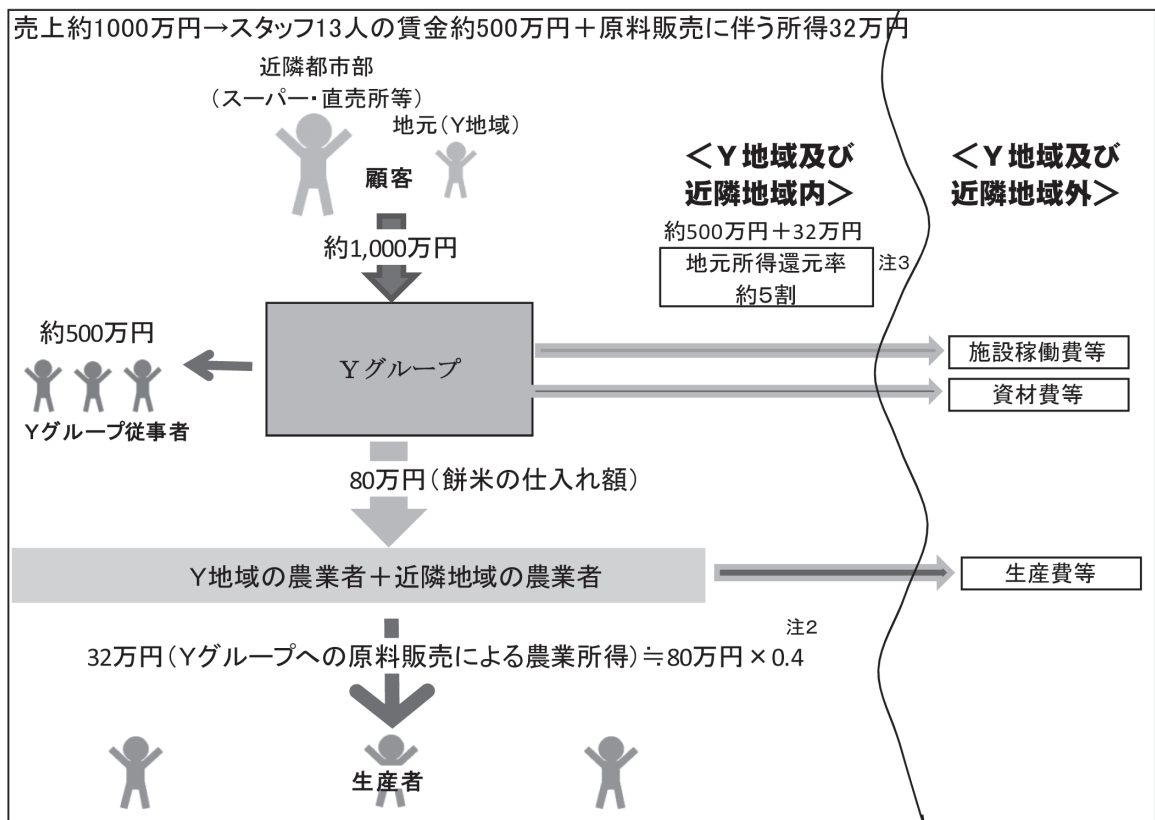 売上約1000万円→スタッフ13人の賃金約500万円＋原料販売に伴う所得32万円
近隣都市部
（スーパー・直売所等）
地元（Y地域）
顧客
約1,000万円
＜Y地域及び
近隣地域内＞
＜Y地域及び
近隣地域外＞
約500万円＋32万円
地元所得還元率
約5割
注3
約500万円
Yグループ従事者
Yグループ
施設稼働費等
資材費等
80万円（餅米の仕入れ額）
Y地域の農業者＋近隣地域の農業者
生産費等
注2
32万円（Yグループへの原料販売による農業所得）≒80万円×0.4
生産者